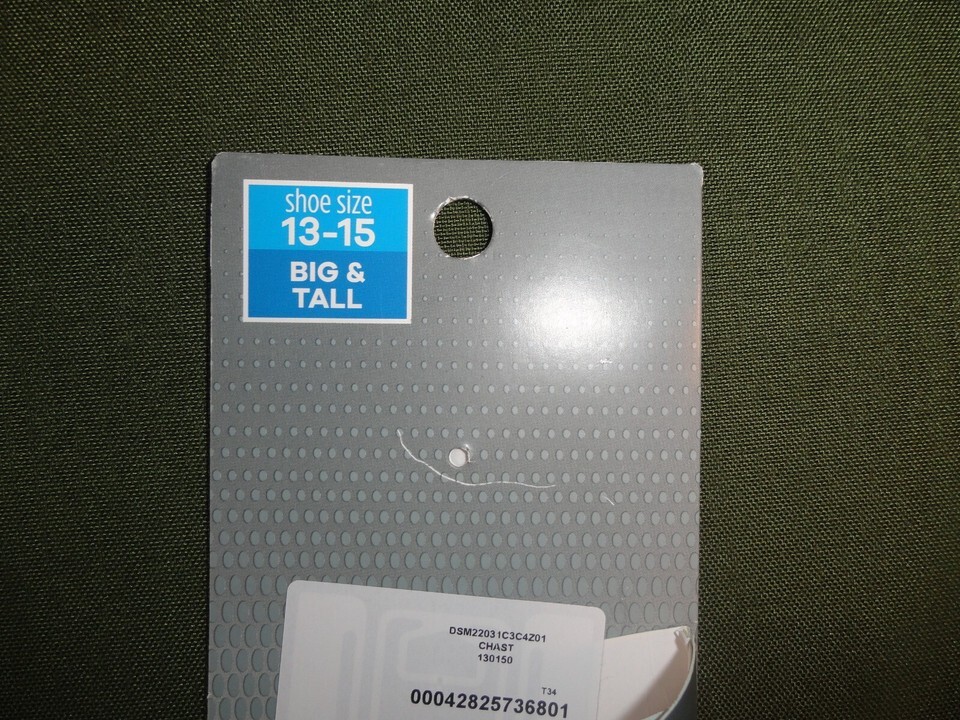 shoe size
13-15
BIG &
TALL
DSM22031C3C4Z01
CHAST
130150
T34
00042825736801